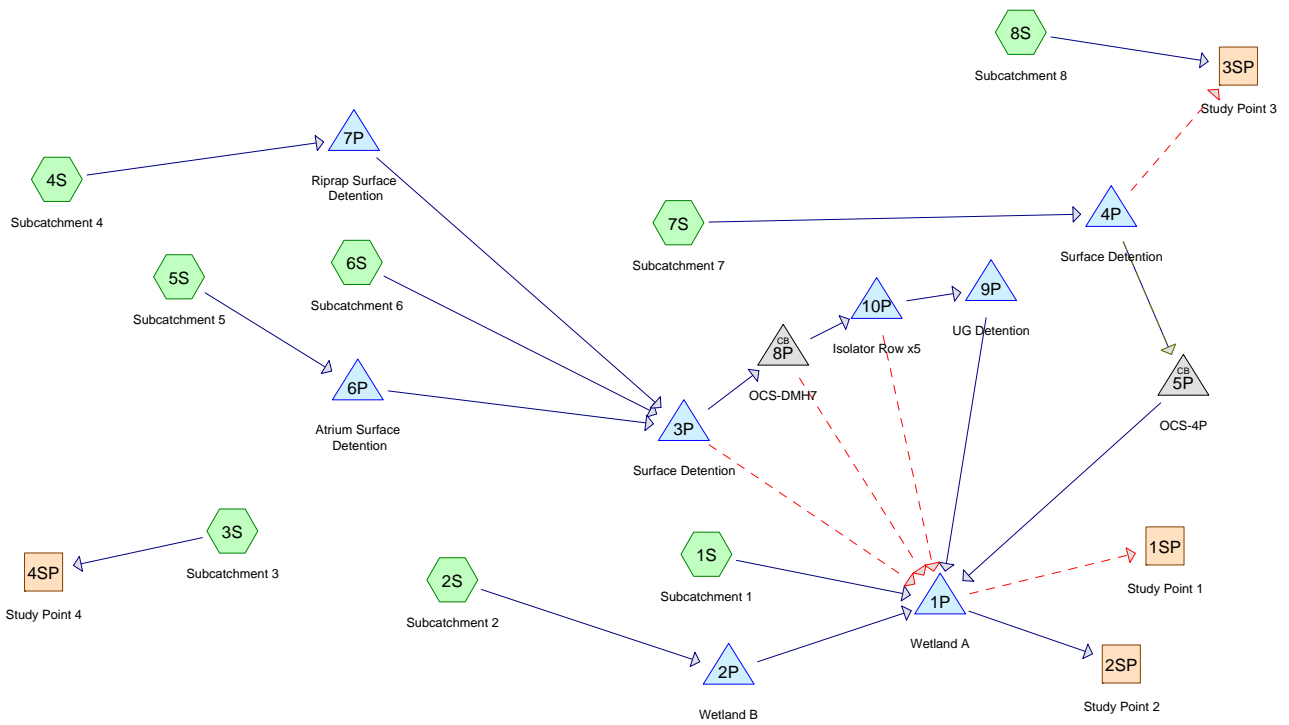 8S
Subcatchment 8
3SP
Study Point 3
7P
Riprap Surface
Detention
4S
Subcatchment 4
7S
Subcatchment 7
4P
Surface Detention
5S
Subcatchment 5
6S
Subcatchment 6
10P
Isolator Row x5
9P
UG Detention
CB
8P
OCS-DMH7
CB
5P
OCS-4P
6P
Atrium Surface
Detention
3P
Surface Detention
3S
Subcatchment 3
4SP
Study Point 4
2S
Subcatchment 2
1S
Subcatchment 1
1P
Wetland A
1SP
Study Point 1
2P
Wetland B
2SP
Study Point 2